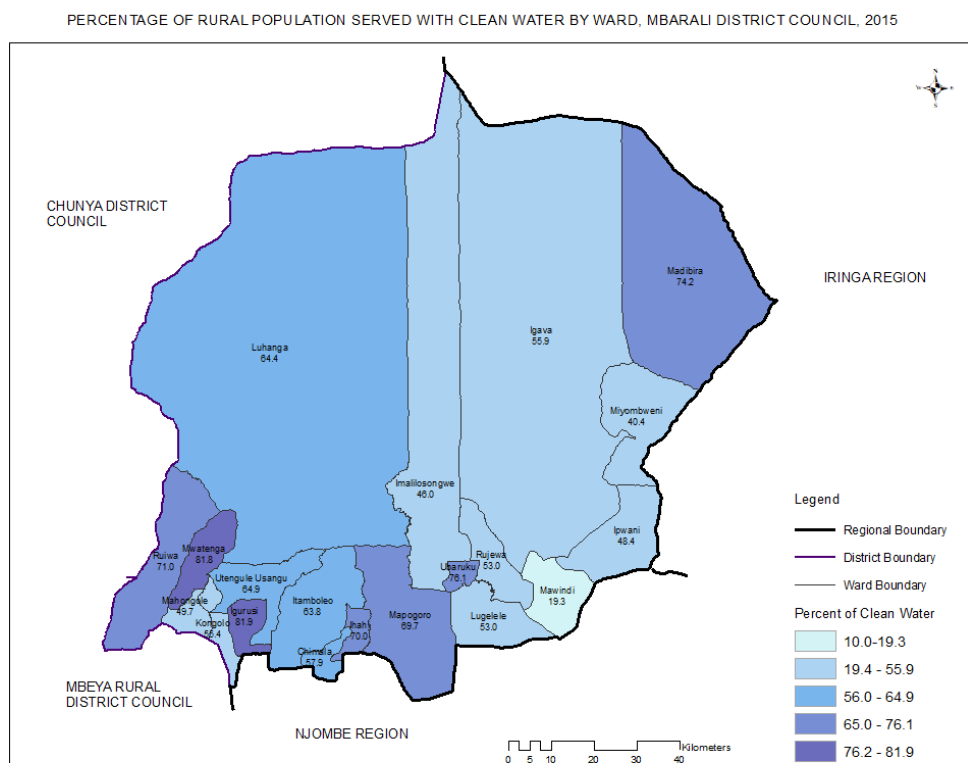 PERCENTAGE OF RURAL POPULATION SERVED WITH CLEAN WATER BY WARD, MBARALI DISTRICT COUNCIL, 2015
N
W E
S
CHUNYA DISTRICT
COUNCIL
IRINGA REGION
Madibira
74.2
Igava
55.9
Luhanga
64.4
Miyombweni
40.4
Imalilosongwe
46.0
Ipwani
48.4
Rujewa
53.0
Ubaruku
76.1
Mawindi
19.3
Lugelele
53.0
Ruiwa
71.0
Mwatenga
81.8
Utengule Usangu
64.9
Itamboleo
63.8
Mapogoro
69.7
Mahongole
49.7
Kongolo
55.4
Igurusi
81.9
Ihahi
70.0
Chimala
57.9
MBEYA RURAL
DISTRICT COUNCIL
NJOMBE REGION
Legend
Regional Boundary
District Boundary
Ward Boundary
Percent of Clean Water
10.0-19.3
19.4 - 55.9
56.0 - 64.9
65.0 - 76.1
76.2 - 81.9
Kilometers
0 5 10 20 30 40